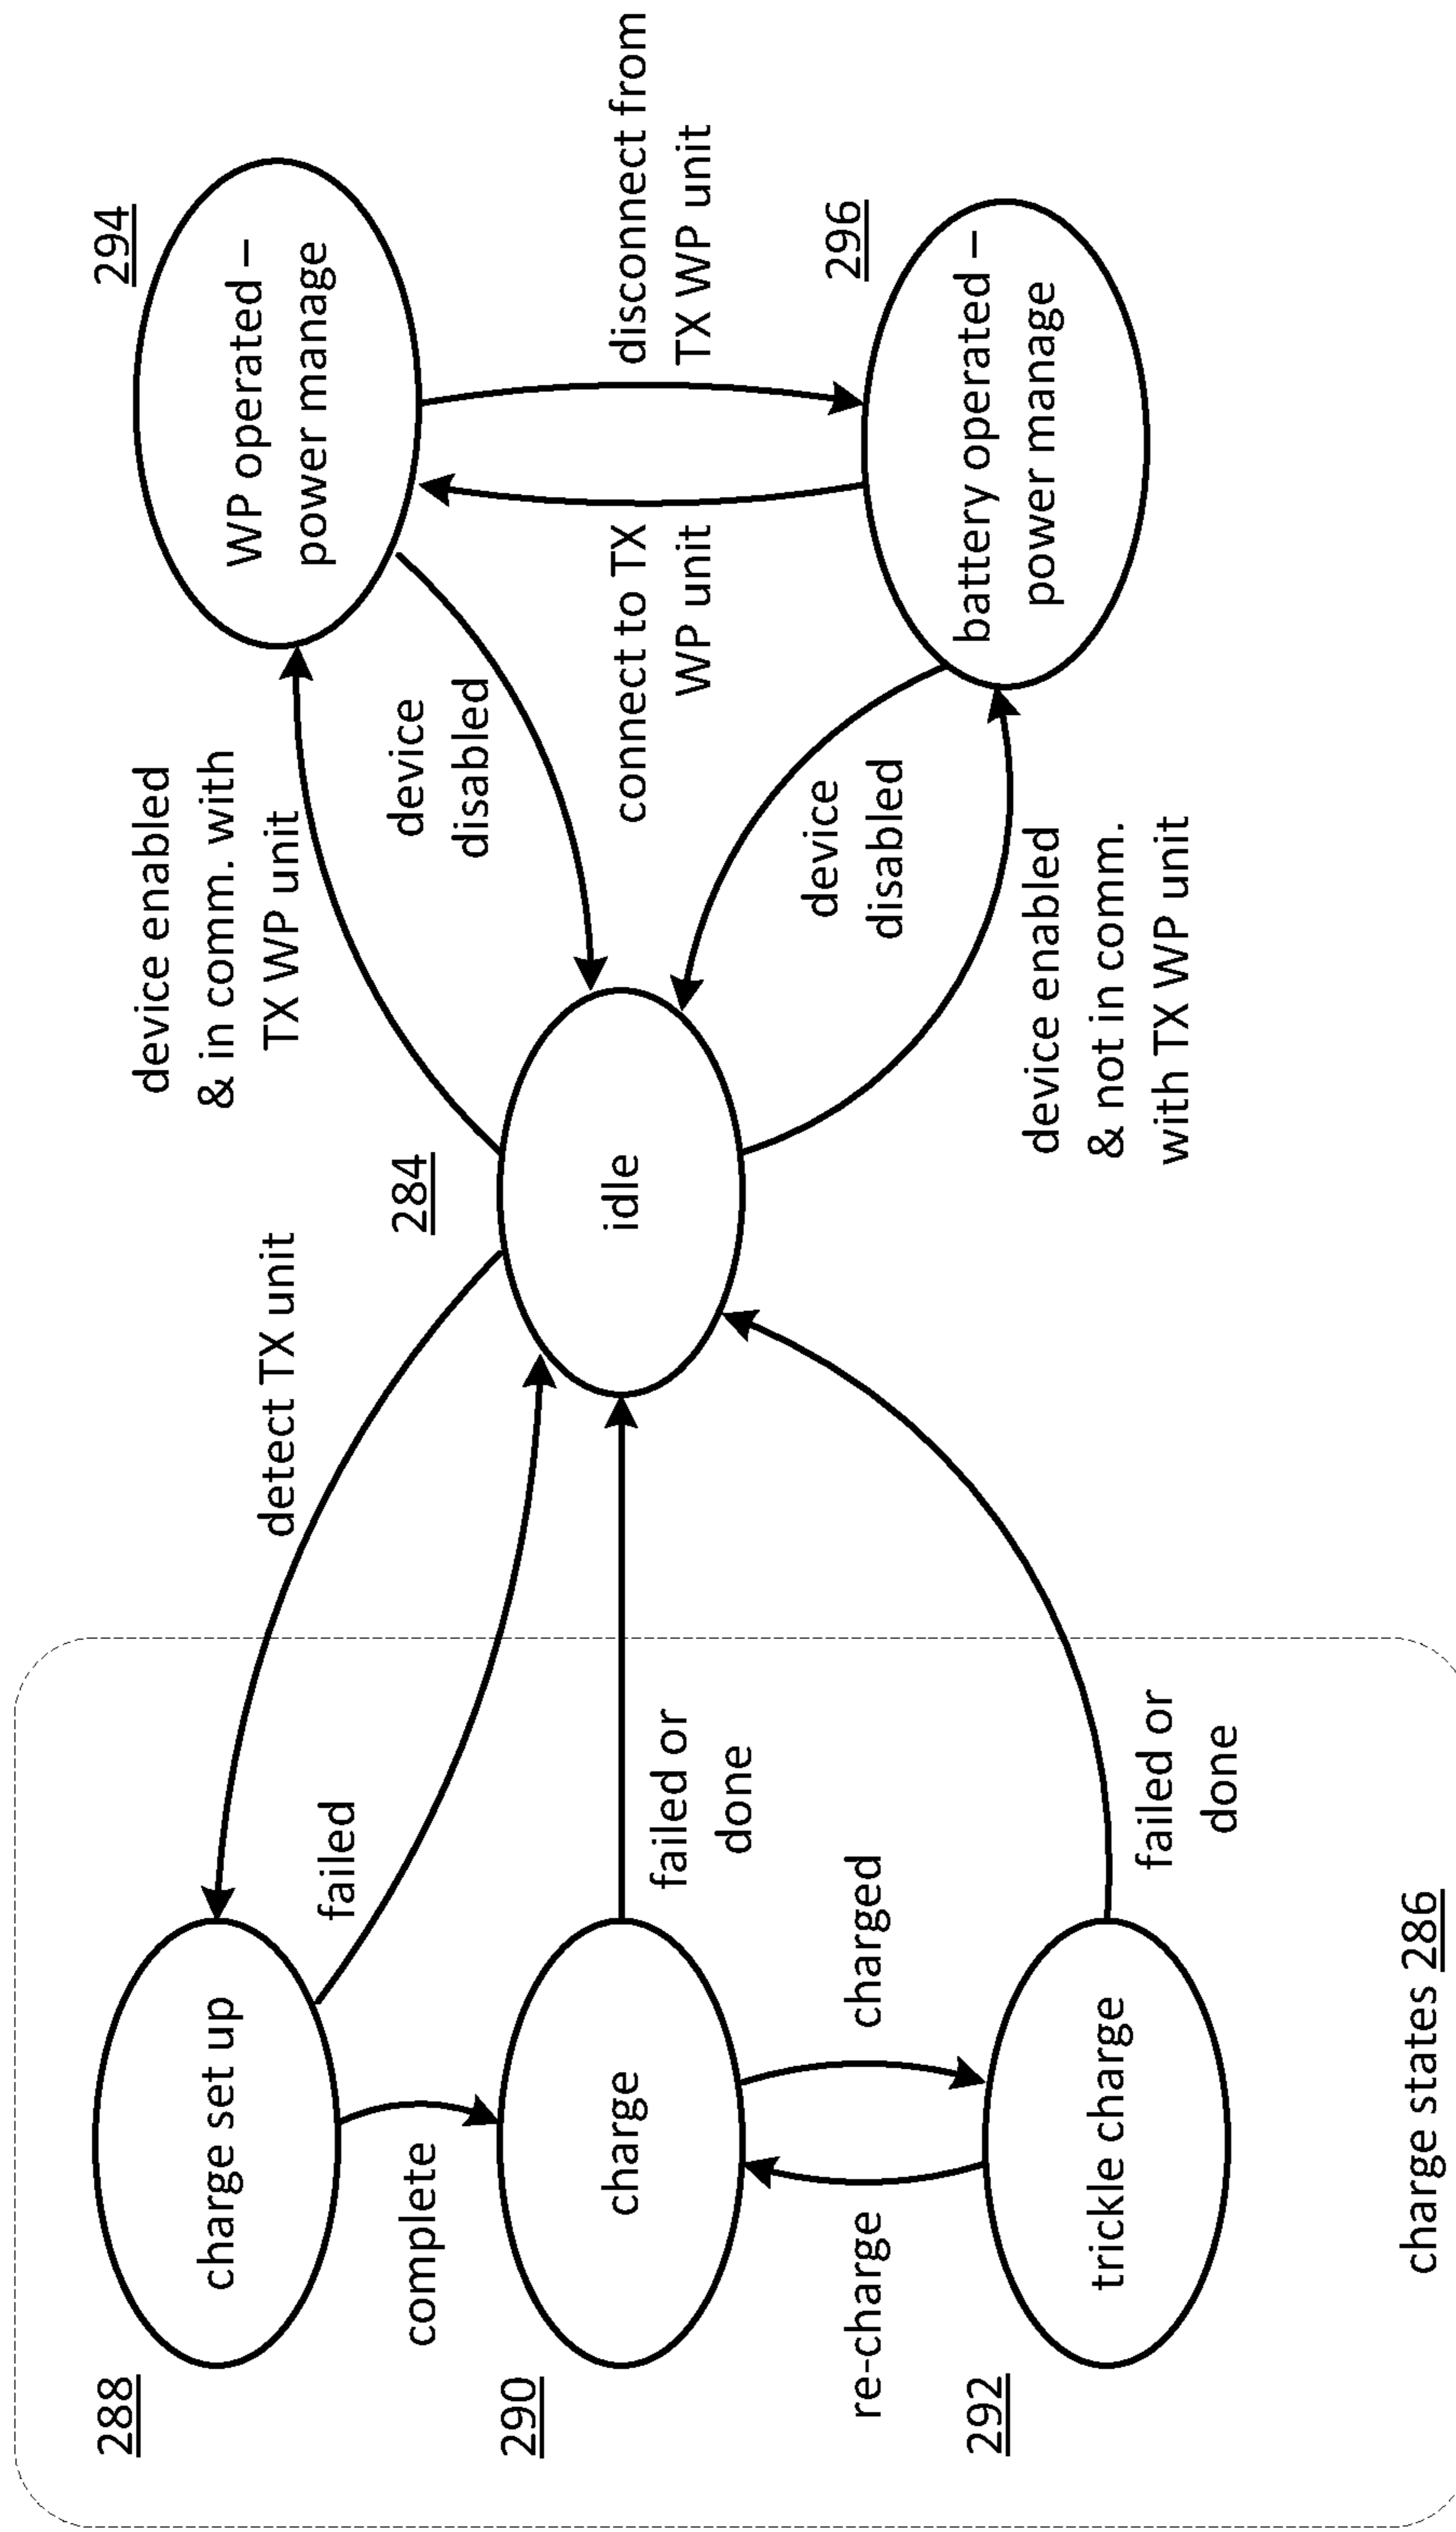 288
charge set up
detect TX unit
failed
complete
290
charge
failed or
done
re-charge
charged
292
trickle charge
failed or
done
charge states 286
284
idle
device enabled
& in comm. with
TX WP unit
294
WP operated –
power manage
device
disabled
connect to TX
WP unit
disconnect from
TX WP unit
device
disabled
296
battery operated –
power manage
device enabled
& not in comm.
with TX WP unit